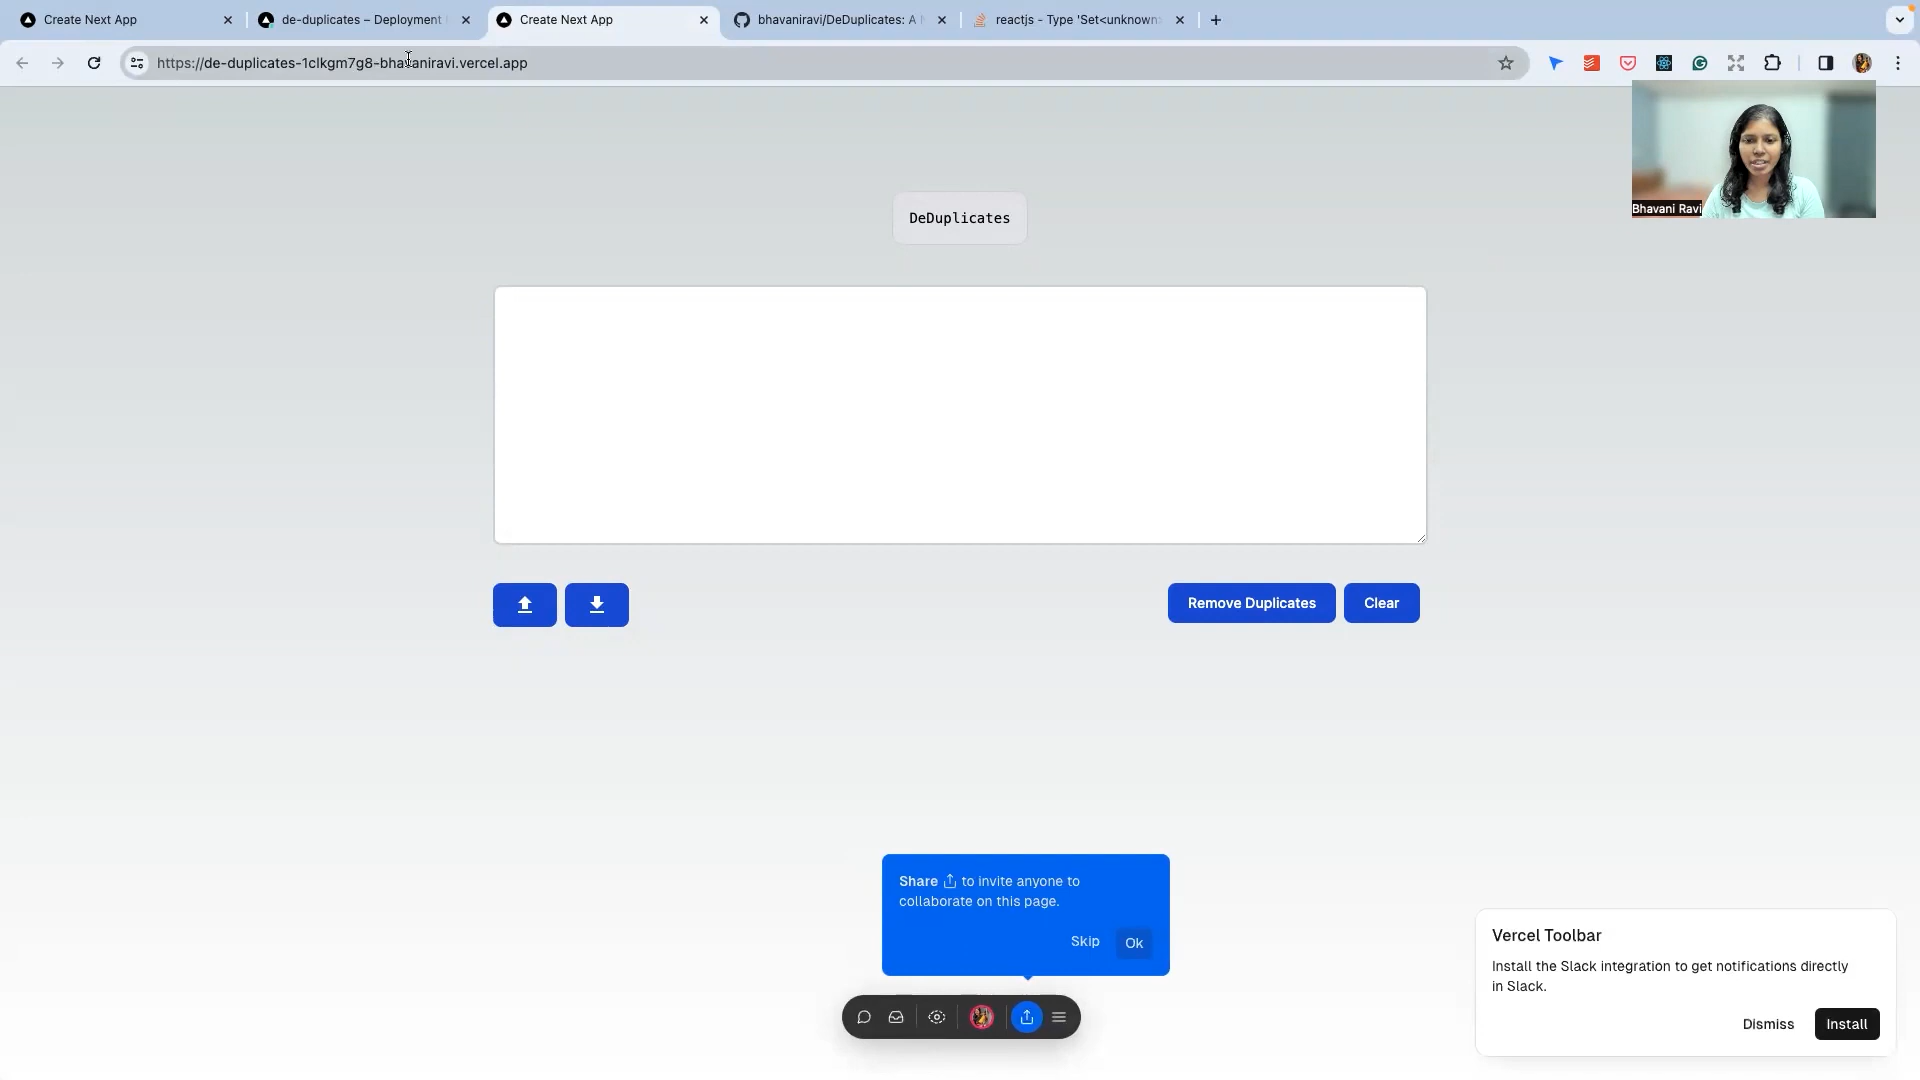 Create Next App
de-duplicates – Deployment
Create Next App
bhavaniravi/DeDuplicates: A
reactjs - Type 'Set<unknown>
https://de-duplicates-1clkgm7g8-bhavaniravi.vercel.app
Bhavani Ravi
DeDuplicates
Remove Duplicates
Clear
Share to invite anyone to
collaborate on this page.
Skip
Ok
Vercel Toolbar
Install the Slack integration to get notifications directly
in Slack.
Dismiss
Install